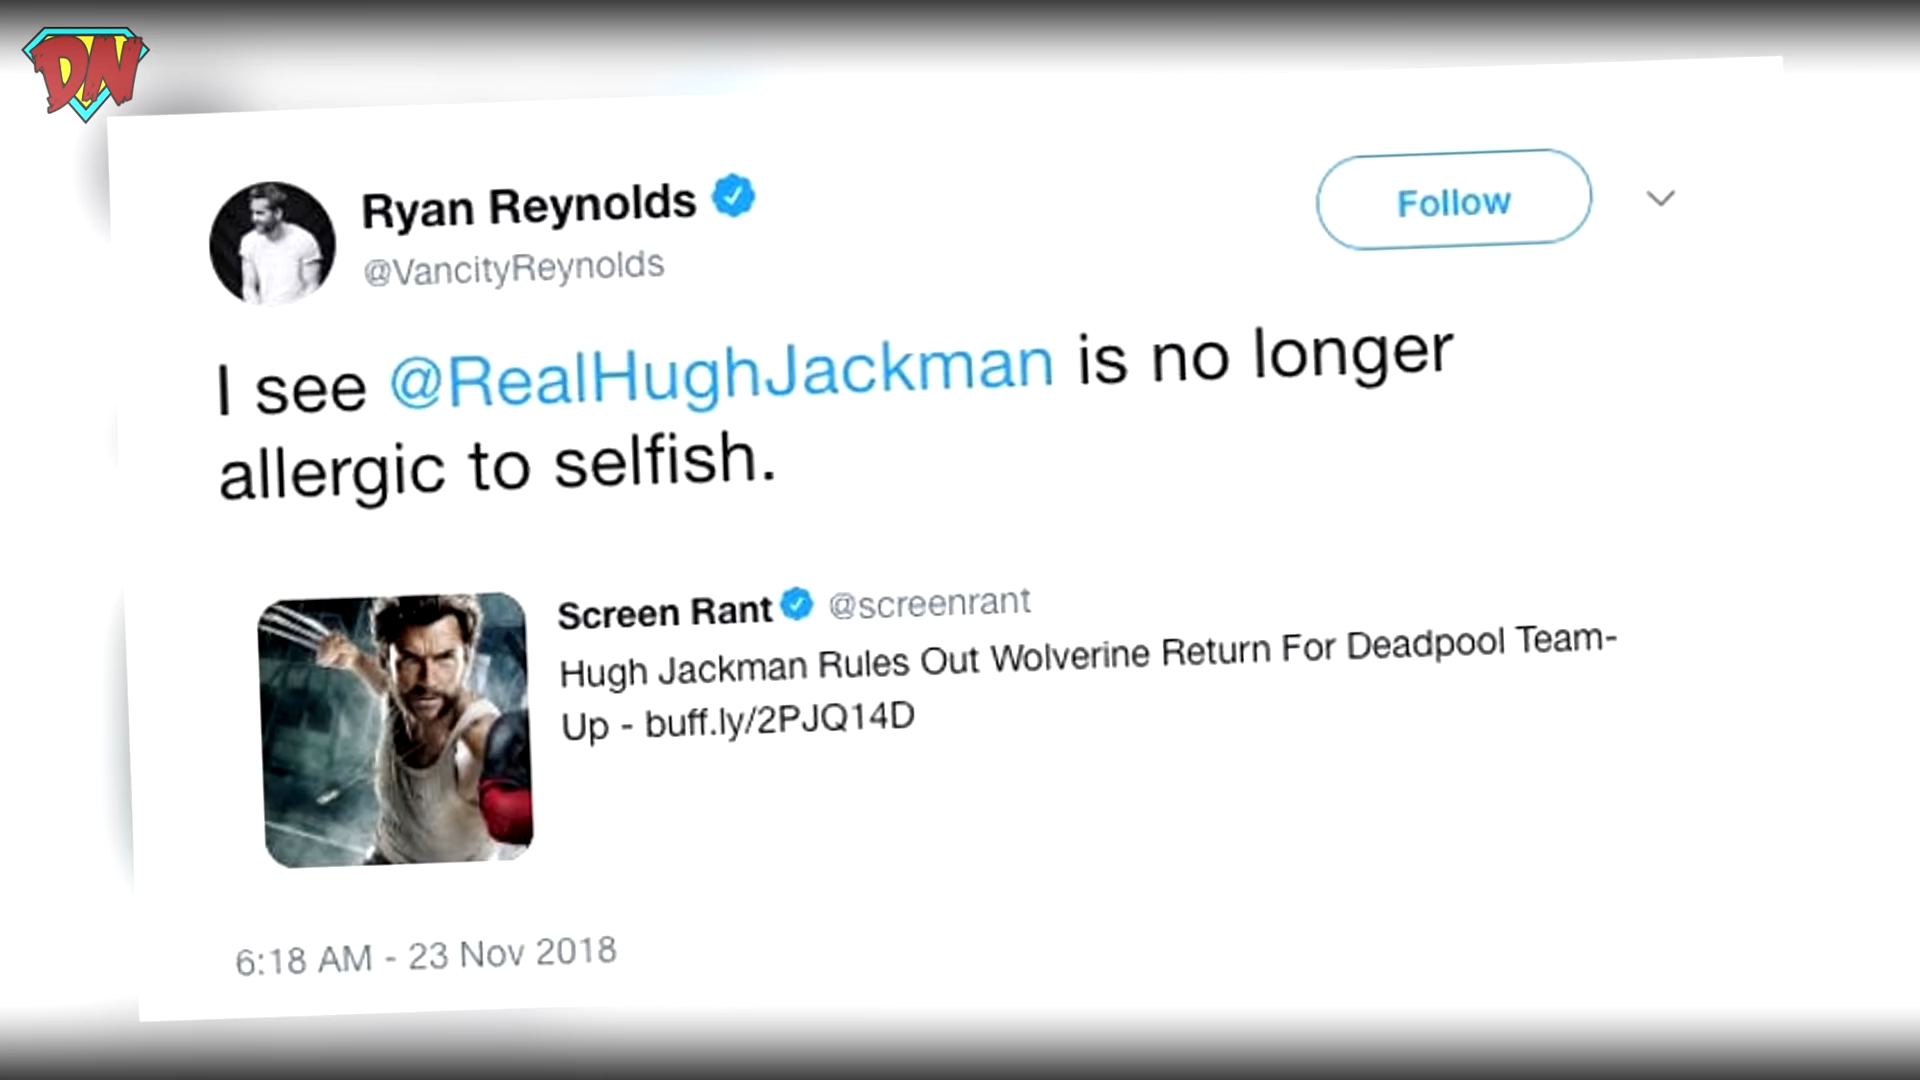 DN
Ryan Reynolds
@VancityReynolds
Follow
I see @RealHughJackman is no longer
allergic to selfish.
Screen Rant @screenrant
Hugh Jackman Rules Out Wolverine Return For Deadpool Team-
Up - buff.ly/2PJQ14D
6:18 AM - 23 Nov 2018